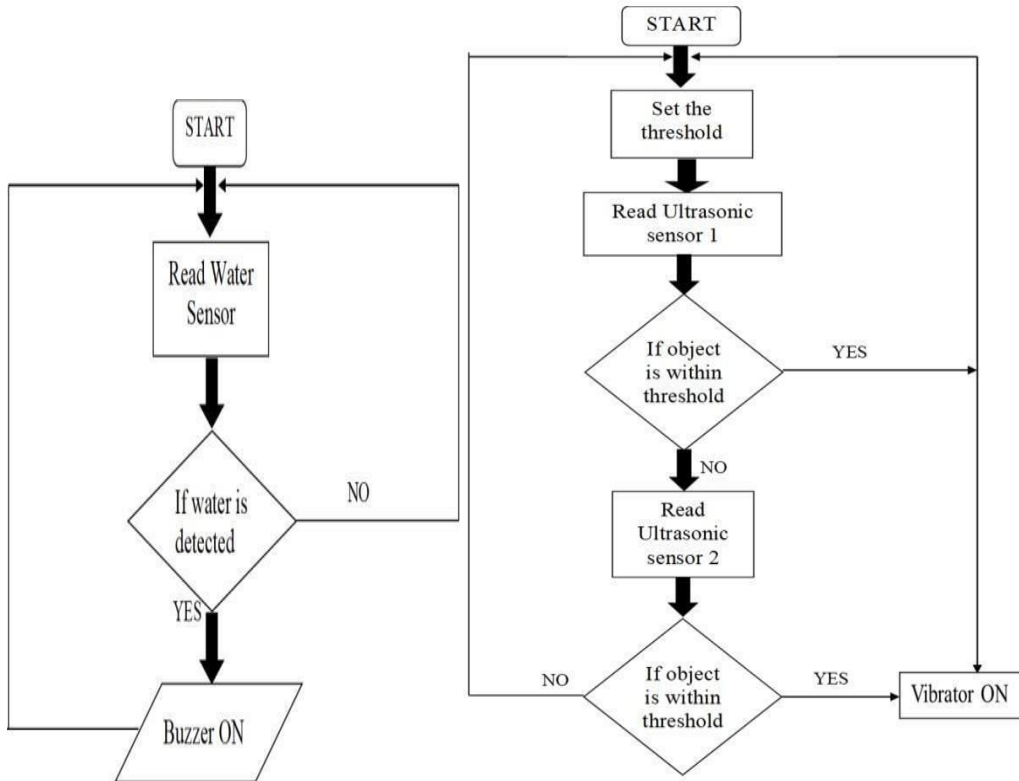 START
Read Water
Sensor
If water is
detected
NO
YES
Buzzer ON
START
Set the
threshold
Read Ultrasonic
sensor 1
If object
is within
threshold
YES
NO
Read
Ultrasonic
sensor 2
If object
is within
threshold
NO
YES
Vibrator ON